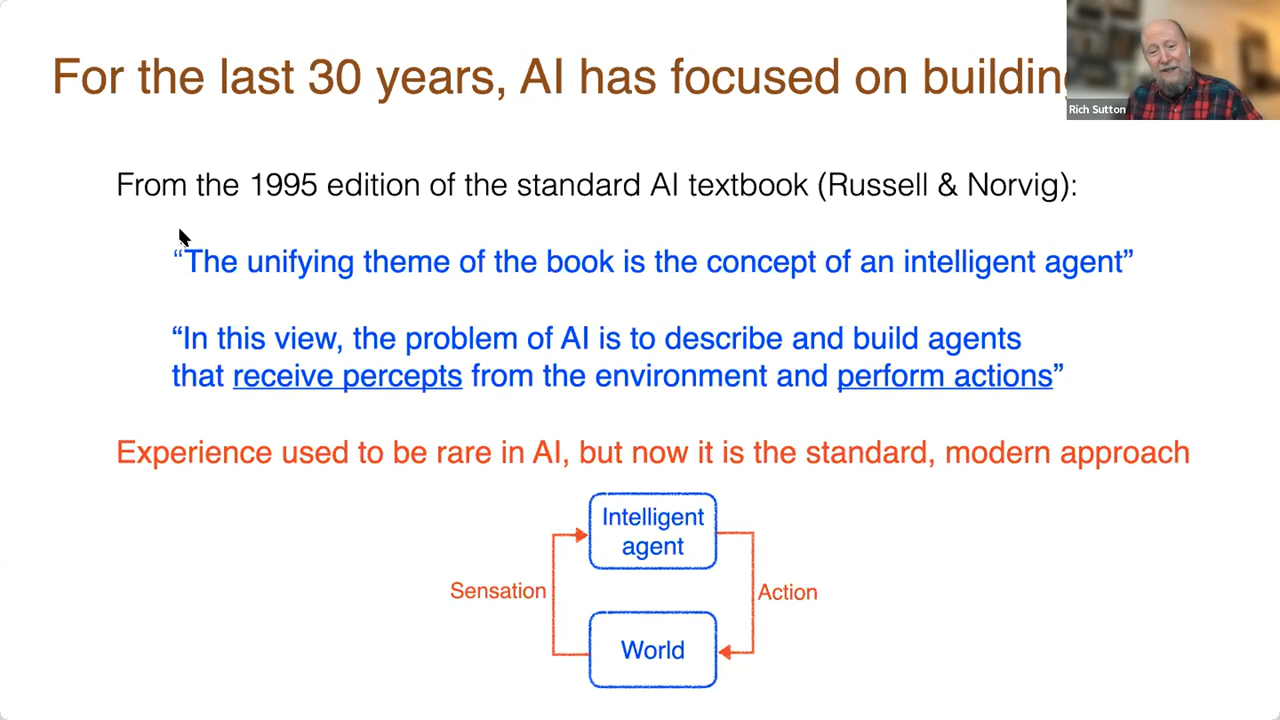 For the last 30 years, AI has focused on building
Rich Sutton
From the 1995 edition of the standard AI textbook (Russell & Norvig):
“The unifying theme of the book is the concept of an intelligent agent”
“In this view, the problem of AI is to describe and build agents
that receive percepts from the environment and perform actions”
Experience used to be rare in AI, but now it is the standard, modern approach
Intelligent
agent
Sensation
Action
World